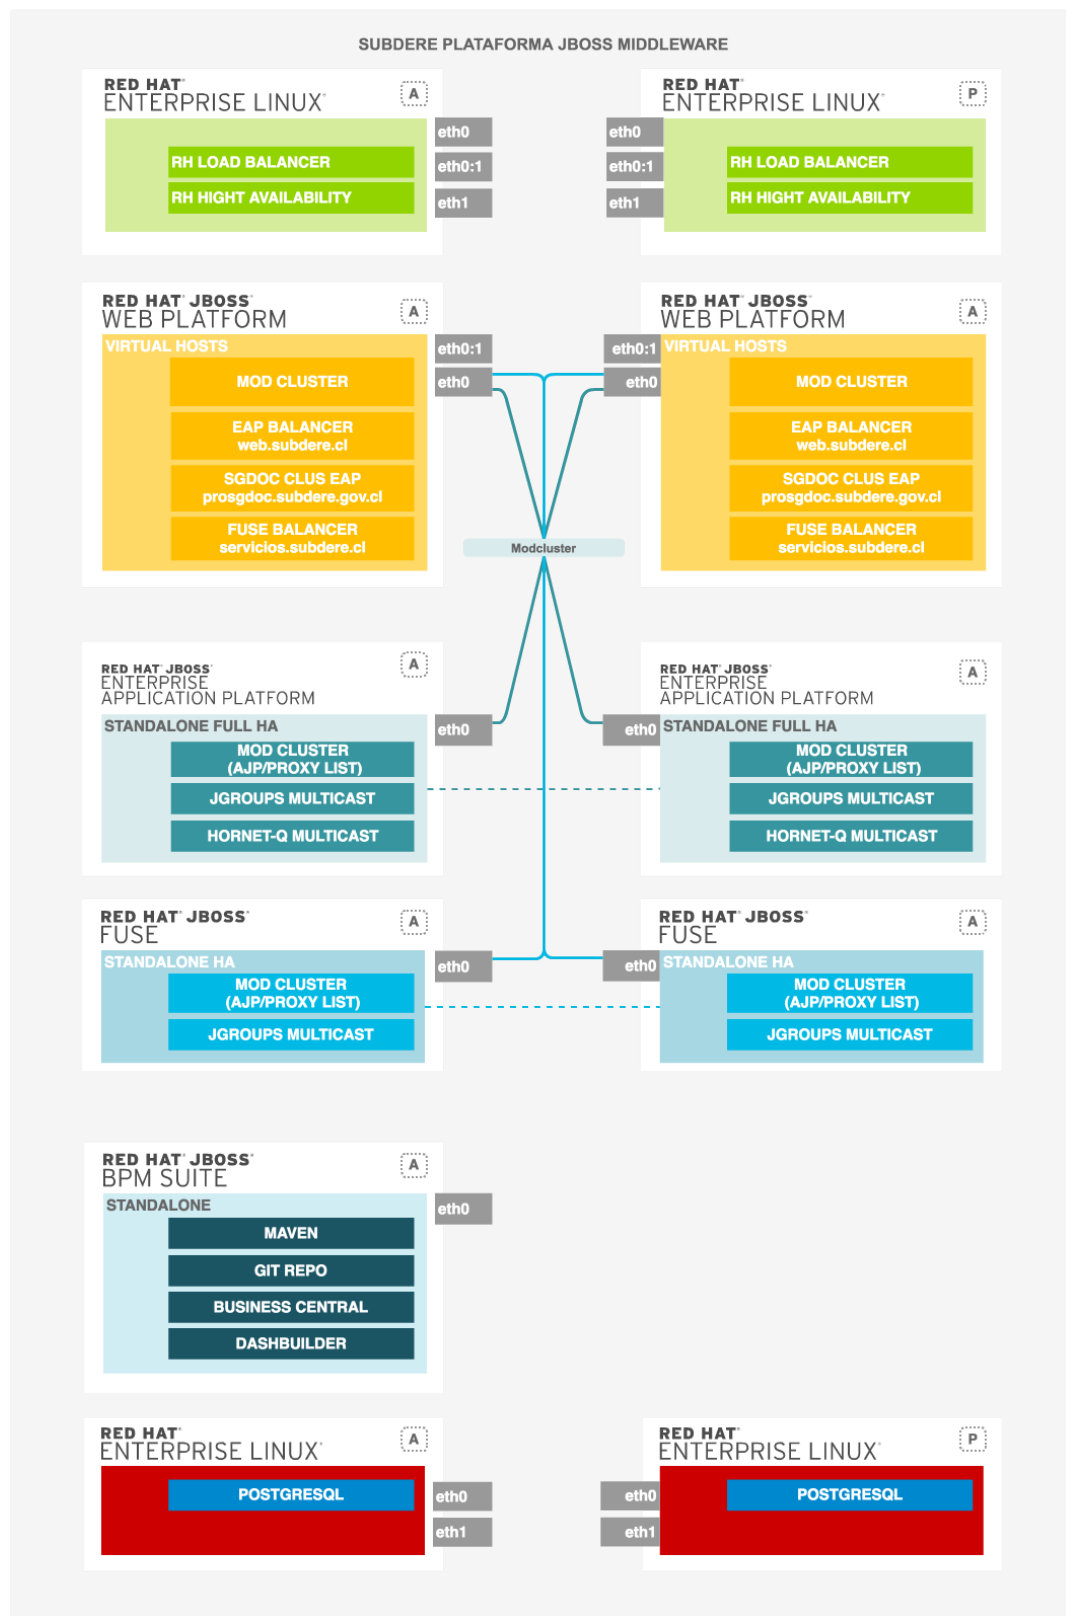 SUBDERE PLATAFORMA JBOSS MIDDLEWARE
RED HAT®
ENTERPRISE LINUX®
A
eth0
eth0:1
eth1
RH LOAD BALANCER
RH HIGHT AVAILABILITY
RED HAT®
ENTERPRISE LINUX®
P
eth0
eth0:1
eth1
RH LOAD BALANCER
RH HIGHT AVAILABILITY
RED HAT® JBOSS®
WEB PLATFORM
A
VIRTUAL HOSTS
eth0:1
eth0
MOD CLUSTER
EAP BALANCER
web.subdere.cl
SGDOC CLUS EAP
prosgdoc.subdere.gov.cl
FUSE BALANCER
servicios.subdere.cl
RED HAT® JBOSS®
WEB PLATFORM
A
eth0:1
eth0
VIRTUAL HOSTS
MOD CLUSTER
EAP BALANCER
web.subdere.cl
SGDOC CLUS EAP
prosgdoc.subdere.gov.cl
FUSE BALANCER
servicios.subdere.cl
Modcluster
RED HAT® JBOSS®
ENTERPRISE
APPLICATION PLATFORM
A
STANDALONE FULL HA
eth0
MOD CLUSTER
(AJP/PROXY LIST)
JGROUPS MULTICAST
HORNET-Q MULTICAST
RED HAT® JBOSS®
ENTERPRISE
APPLICATION PLATFORM
A
eth0
STANDALONE FULL HA
MOD CLUSTER
(AJP/PROXY LIST)
JGROUPS MULTICAST
HORNET-Q MULTICAST
RED HAT® JBOSS®
FUSE
A
STANDALONE HA
eth0
MOD CLUSTER
(AJP/PROXY LIST)
JGROUPS MULTICAST
RED HAT® JBOSS®
FUSE
A
eth0
STANDALONE HA
MOD CLUSTER
(AJP/PROXY LIST)
JGROUPS MULTICAST
RED HAT® JBOSS®
BPM SUITE
A
STANDALONE
eth0
MAVEN
GIT REPO
BUSINESS CENTRAL
DASHBUILDER
RED HAT®
ENTERPRISE LINUX®
A
POSTGRESQL
eth0
eth1
RED HAT®
ENTERPRISE LINUX®
P
eth0
eth1
POSTGRESQL